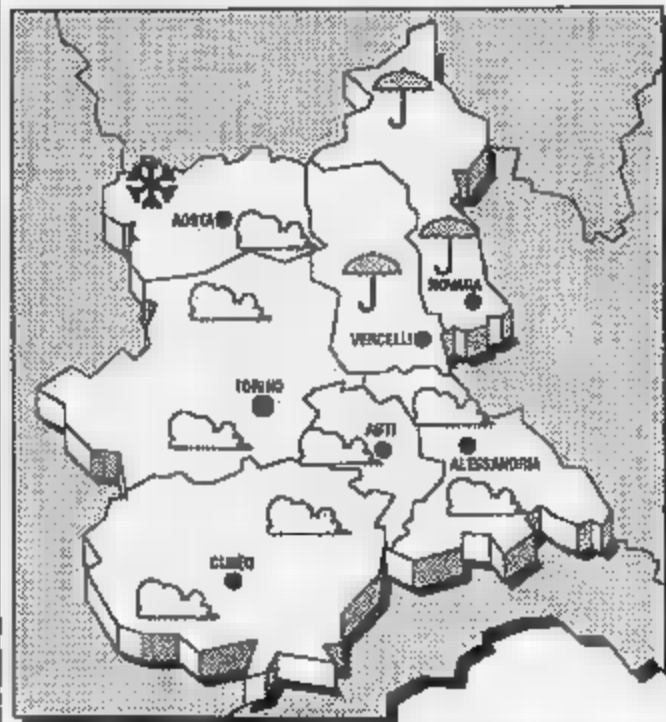 AOSTA
NOVARA
VERCELLI
TORINO
ASTI
ALESSANDRIA
CUNEO